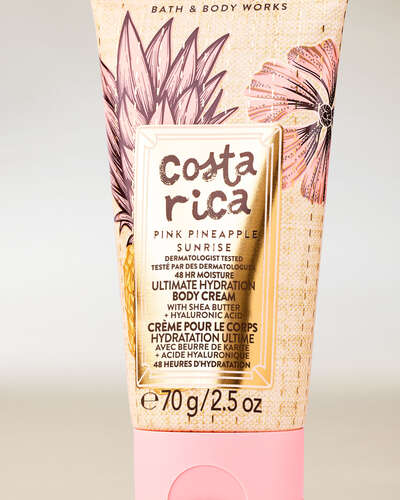 BATH & BODY WORKS
costa
rica
PINK PINEAPPLE
SUNRISE
DERMATOLOGIST TESTED
TESTÉ PAR DES DERMATOLOGUES
48 HR MOISTURE
ULTIMATE HYDRATION
BODY CREAM
WITH SHEA BUTTER
+ HYALURONIC ACID
CRÈME POUR LE CORPS
HYDRATATION ULTIME
AVEC BEURRE DE KARITÉ
+ ACIDE HYALURONIQUE
48 HEURES D'HYDRATATION
℮ 70 g/2.5 oz